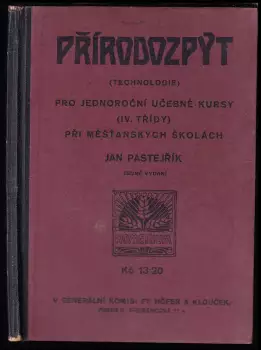 PŘÍRODOZPYT
(TECHNOLOGIE)
PRO JEDNOROČNÍ UČEBNÉ KURSY
(IV. TŘÍDY)
PŘI MĚŠŤANSKÝCH ŠKOLÁCH
JAN PASTEJŘÍK
Kč 13·20
V GENERÁLNÍ KOMISI FY HÖFER & KLOUČEK,